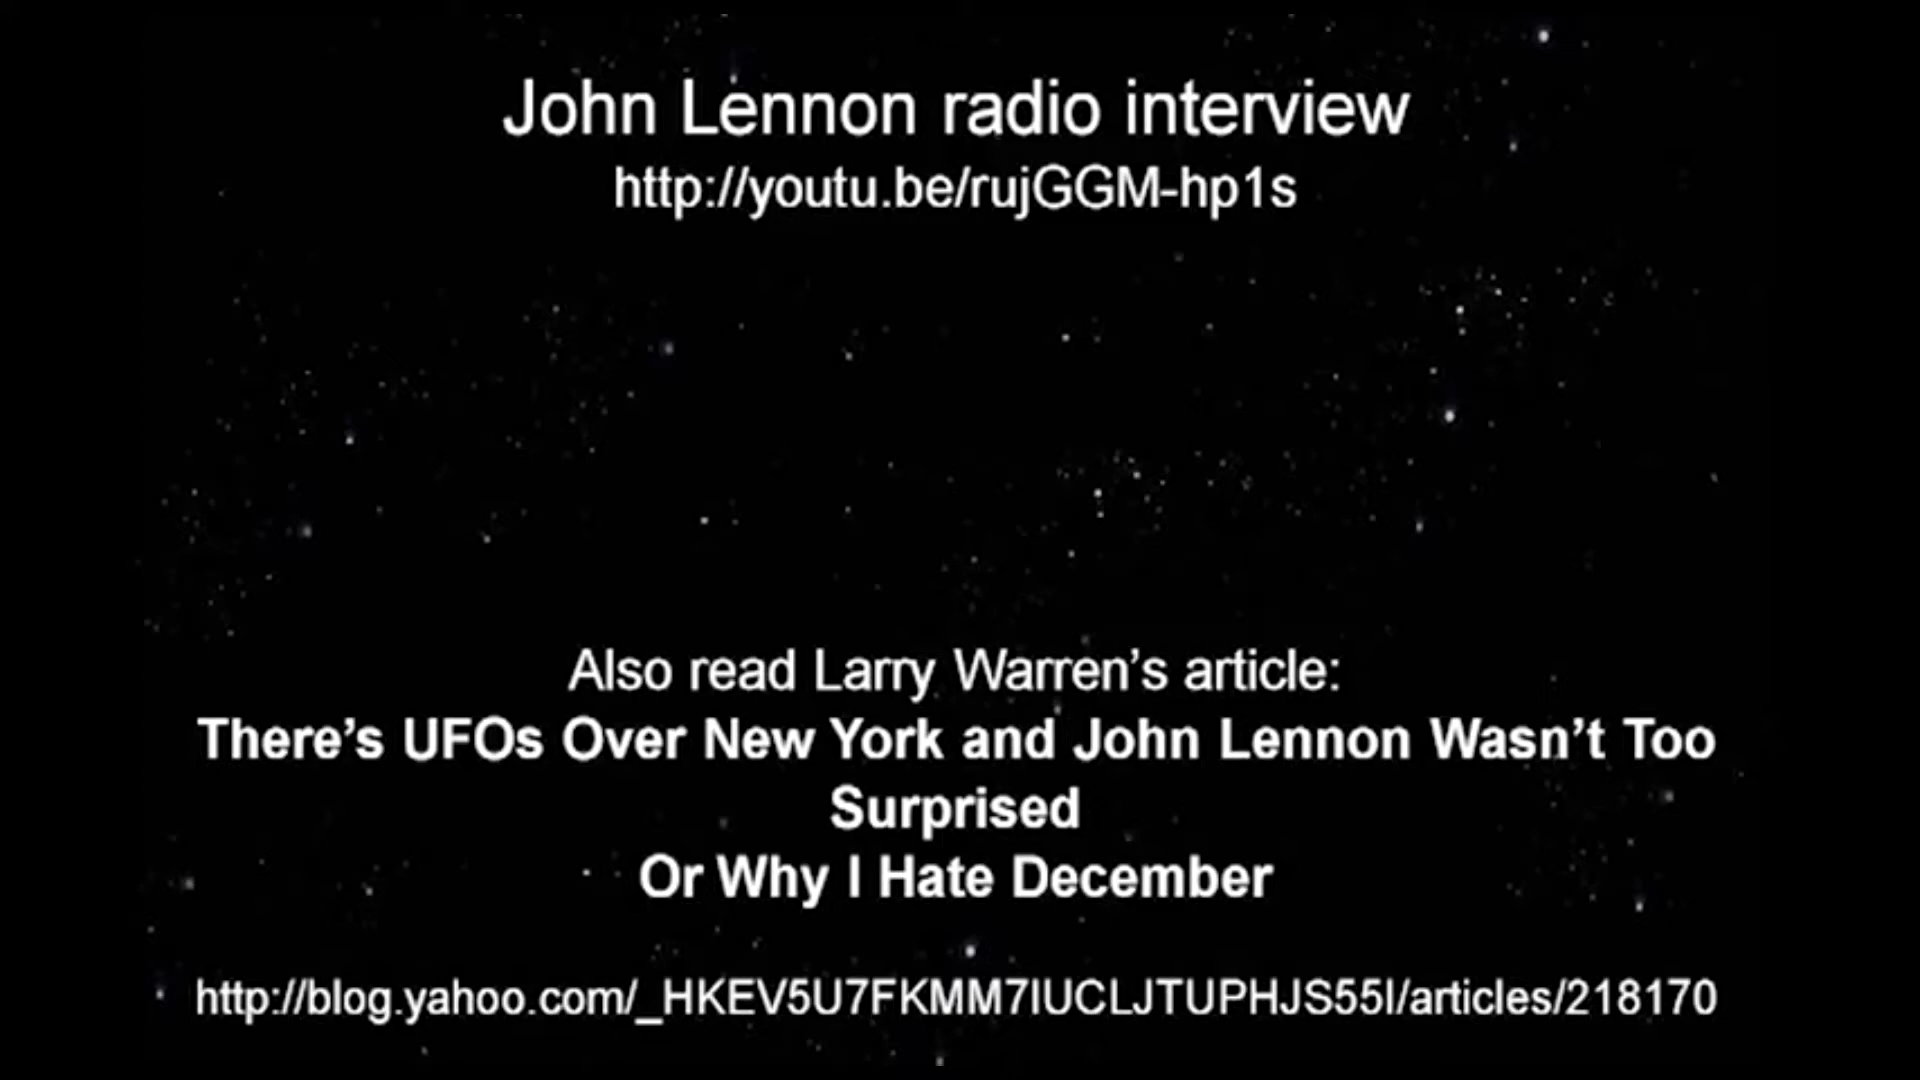 John Lennon radio interview
http://youtu.be/rujGGM-hp1s
Also read Larry Warren’s article:
There’s UFOs Over New York and John Lennon Wasn’t Too
Surprised
Or Why I Hate December
http://blog.yahoo.com/_HKEV5U7FKMM7IUCLJTUPHJS55I/articles/218170